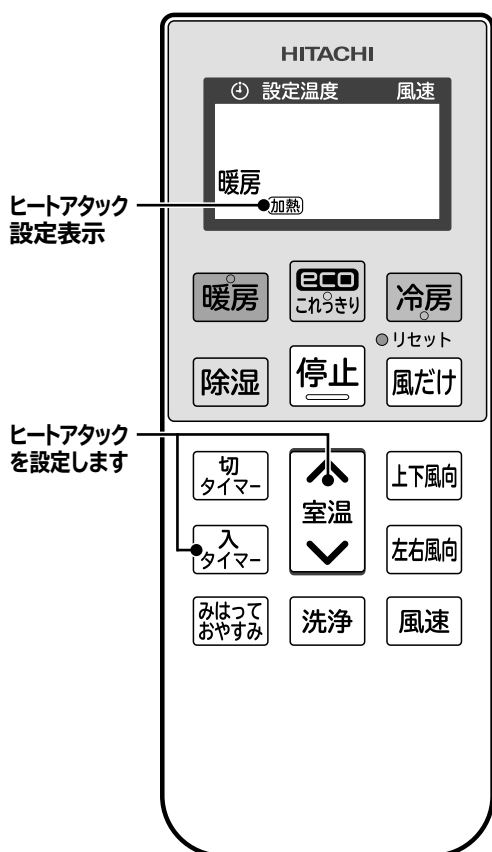 HITACHI
設定温度 風速
暖房
加熱
ヒートアタック
設定表示
暖房
eco
これっきり
冷房
リセット
除湿
停止
風だけ
ヒートアタック
を設定します
切
タイマー
室温
上下風向
入
タイマー
左右風向
みはって
おやすみ
洗浄
風速